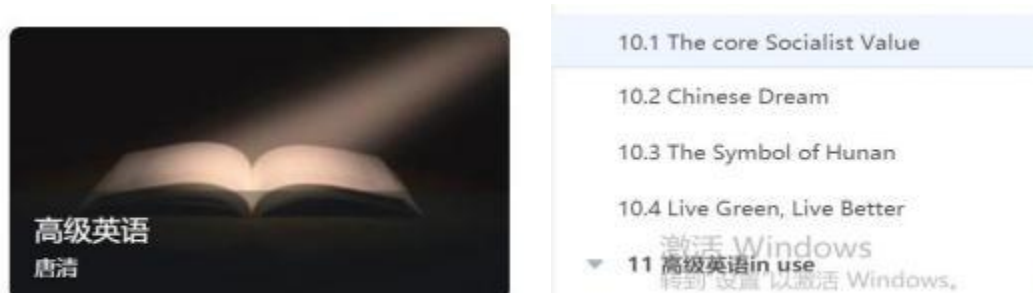 高级英语
唐清
10.1 The core Socialist Value
10.2 Chinese Dream
10.3 The Symbol of Hunan
10.4 Live Green, Live Better
激活 Windows
11 高级英语in use
转到"设置"以激活 Windows。